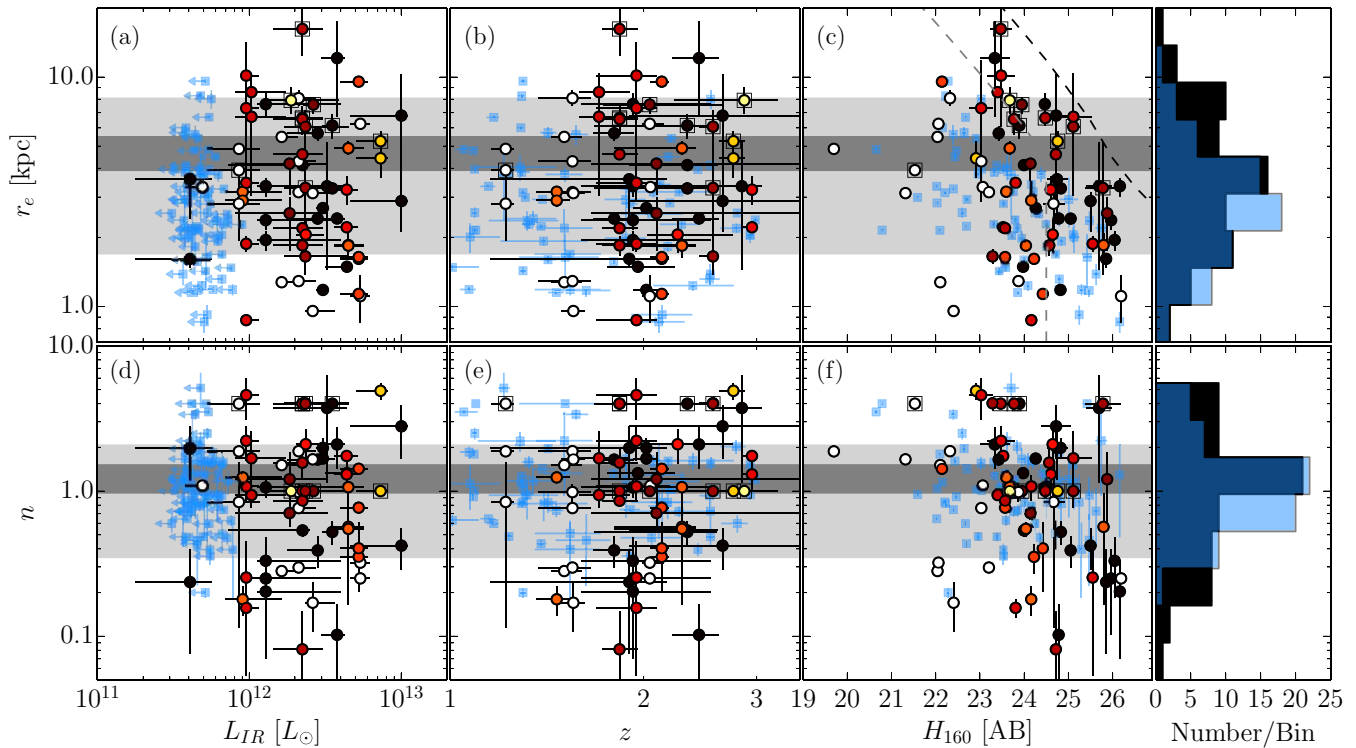 (a)
(b)
(c)
10.0
1.0
r_e [kpc]
(d)
(e)
(f)
10.0
1.0
0.1
n
10^11
10^12
10^13
1
2
3
19
20
21
22
23
24
25
26
0
5
10
15
20
25
L_IR [L_⊙]
z
H_160 [AB]
Number/Bin